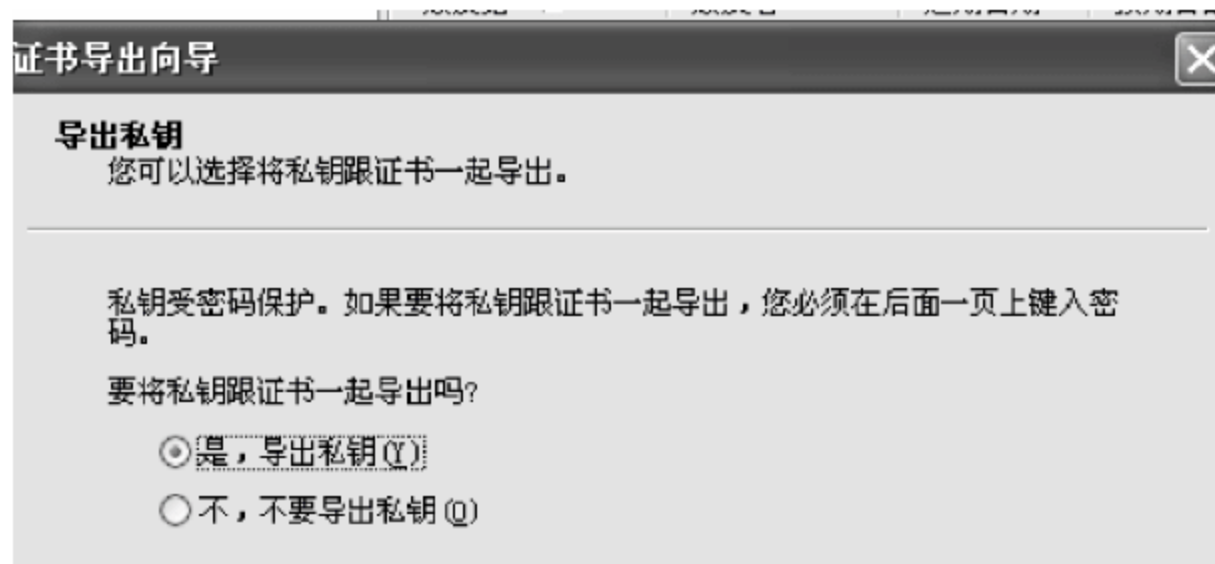 证书导出向导
导出私钥
您可以选择将私钥跟证书一起导出。
私钥受密码保护。如果要将私钥跟证书一起导出，您必须在后面一页上键入密
码。
要将私钥跟证书一起导出吗?
是，导出私钥(Y)
不，不要导出私钥(O)